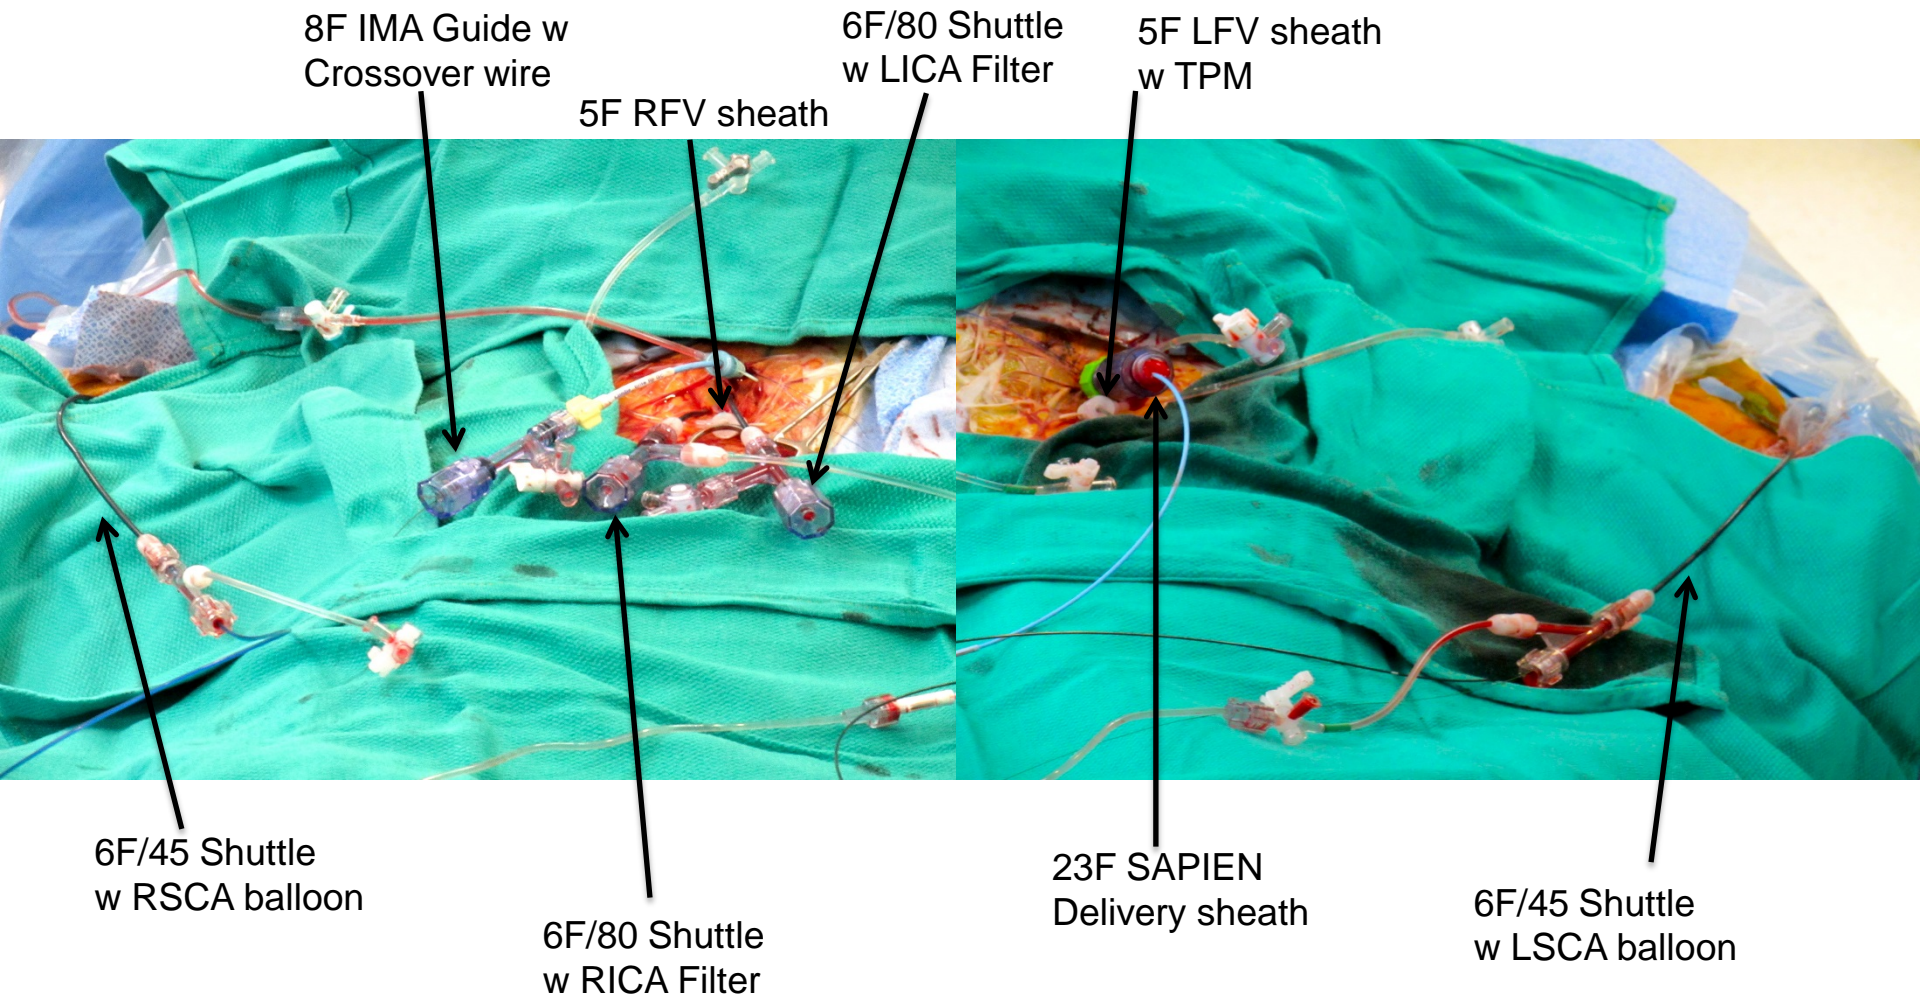 8F IMA Guide w
Crossover wire
5F RFV sheath
6F/80 Shuttle
w LICA Filter
5F LFV sheath
w TPM
6F/45 Shuttle
w RSCA balloon
6F/80 Shuttle
w RICA Filter
23F SAPIEN
Delivery sheath
6F/45 Shuttle
w LSCA balloon